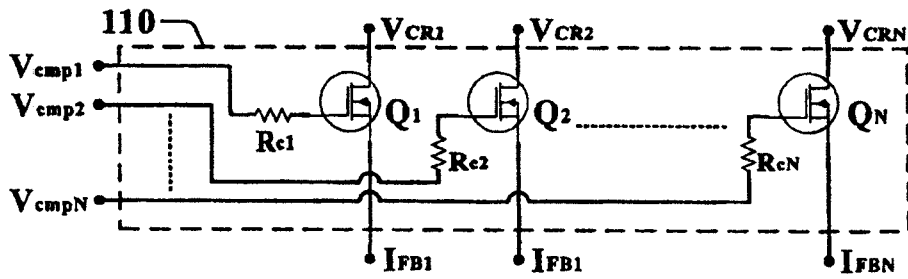 110
VCR1 VCR2 VCRN
Vcmp1
Vcmp2
Q1 Q2 QN
Rc1 Rc2 RcN
VcmpN
IFB1 IFB1 IFBN